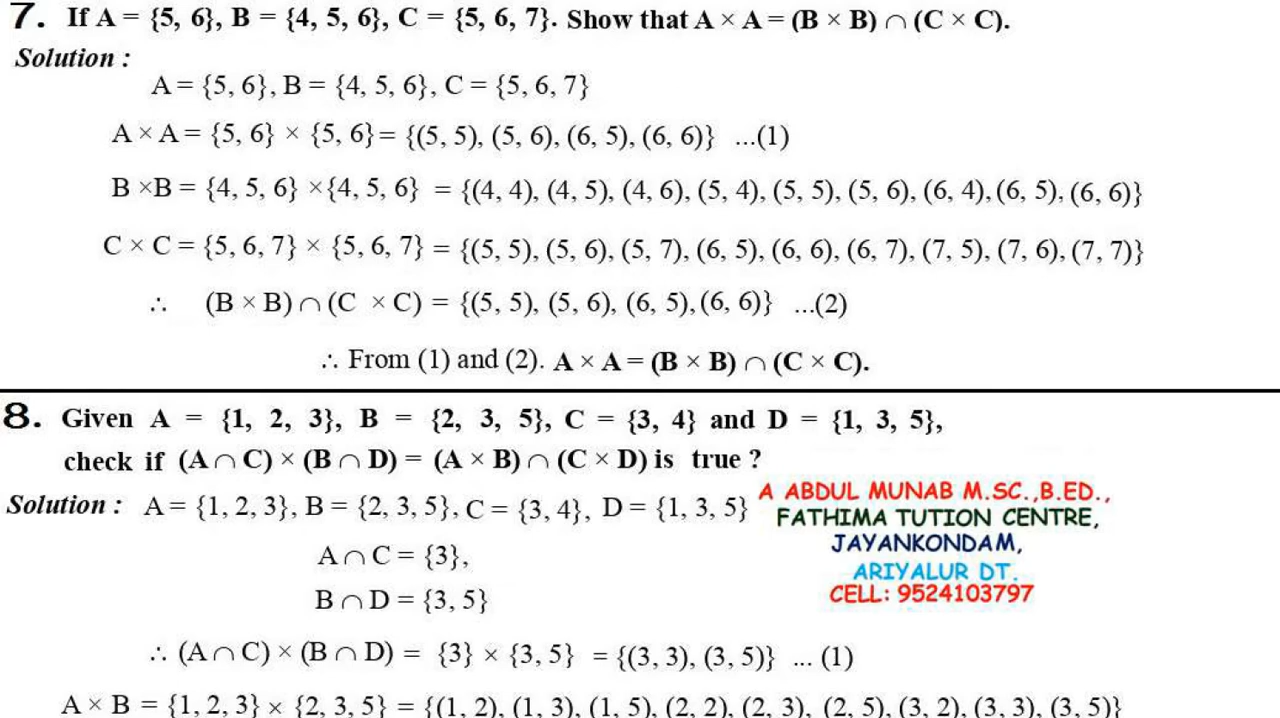 7. If A = {5, 6}, B = {4, 5, 6}, C = {5, 6, 7}. Show that A × A = (B × B) ∩ (C × C).
Solution :
A = {5, 6}, B = {4, 5, 6}, C = {5, 6, 7}
A × A = {5, 6} × {5, 6} = {(5, 5), (5, 6), (6, 5), (6, 6)} ...(1)
B ×B = {4, 5, 6} ×{4, 5, 6} = {(4, 4), (4, 5), (4, 6), (5, 4), (5, 5), (5, 6), (6, 4), (6, 5), (6, 6)}
C × C = {5, 6, 7} × {5, 6, 7} = {(5, 5), (5, 6), (5, 7), (6, 5), (6, 6), (6, 7), (7, 5), (7, 6), (7, 7)}
∴ (B × B) ∩ (C × C) = {(5, 5), (5, 6), (6, 5), (6, 6)} ...(2)
∴ From (1) and (2). A × A = (B × B) ∩ (C × C).
8. Given A = {1, 2, 3}, B = {2, 3, 5}, C = {3, 4} and D = {1, 3, 5},
check if (A ∩ C) × (B ∩ D) = (A × B) ∩ (C × D) is true ?
Solution : A = {1, 2, 3}, B = {2, 3, 5}, C = {3, 4}, D = {1, 3, 5}
A ABDUL MUNAB M.SC.,B.ED.,
FATHIMA TUTION CENTRE,
JAYANKONDAM,
ARIYALUR DT.
CELL: 9524103797
A ∩ C = {3},
B ∩ D = {3, 5}
∴ (A ∩ C) × (B ∩ D) = {3} × {3, 5} = {(3, 3), (3, 5)} ... (1)
A × B = {1, 2, 3} × {2, 3, 5} = {(1, 2), (1, 3), (1, 5), (2, 2), (2, 3), (2, 5), (3, 2), (3, 3), (3, 5)}